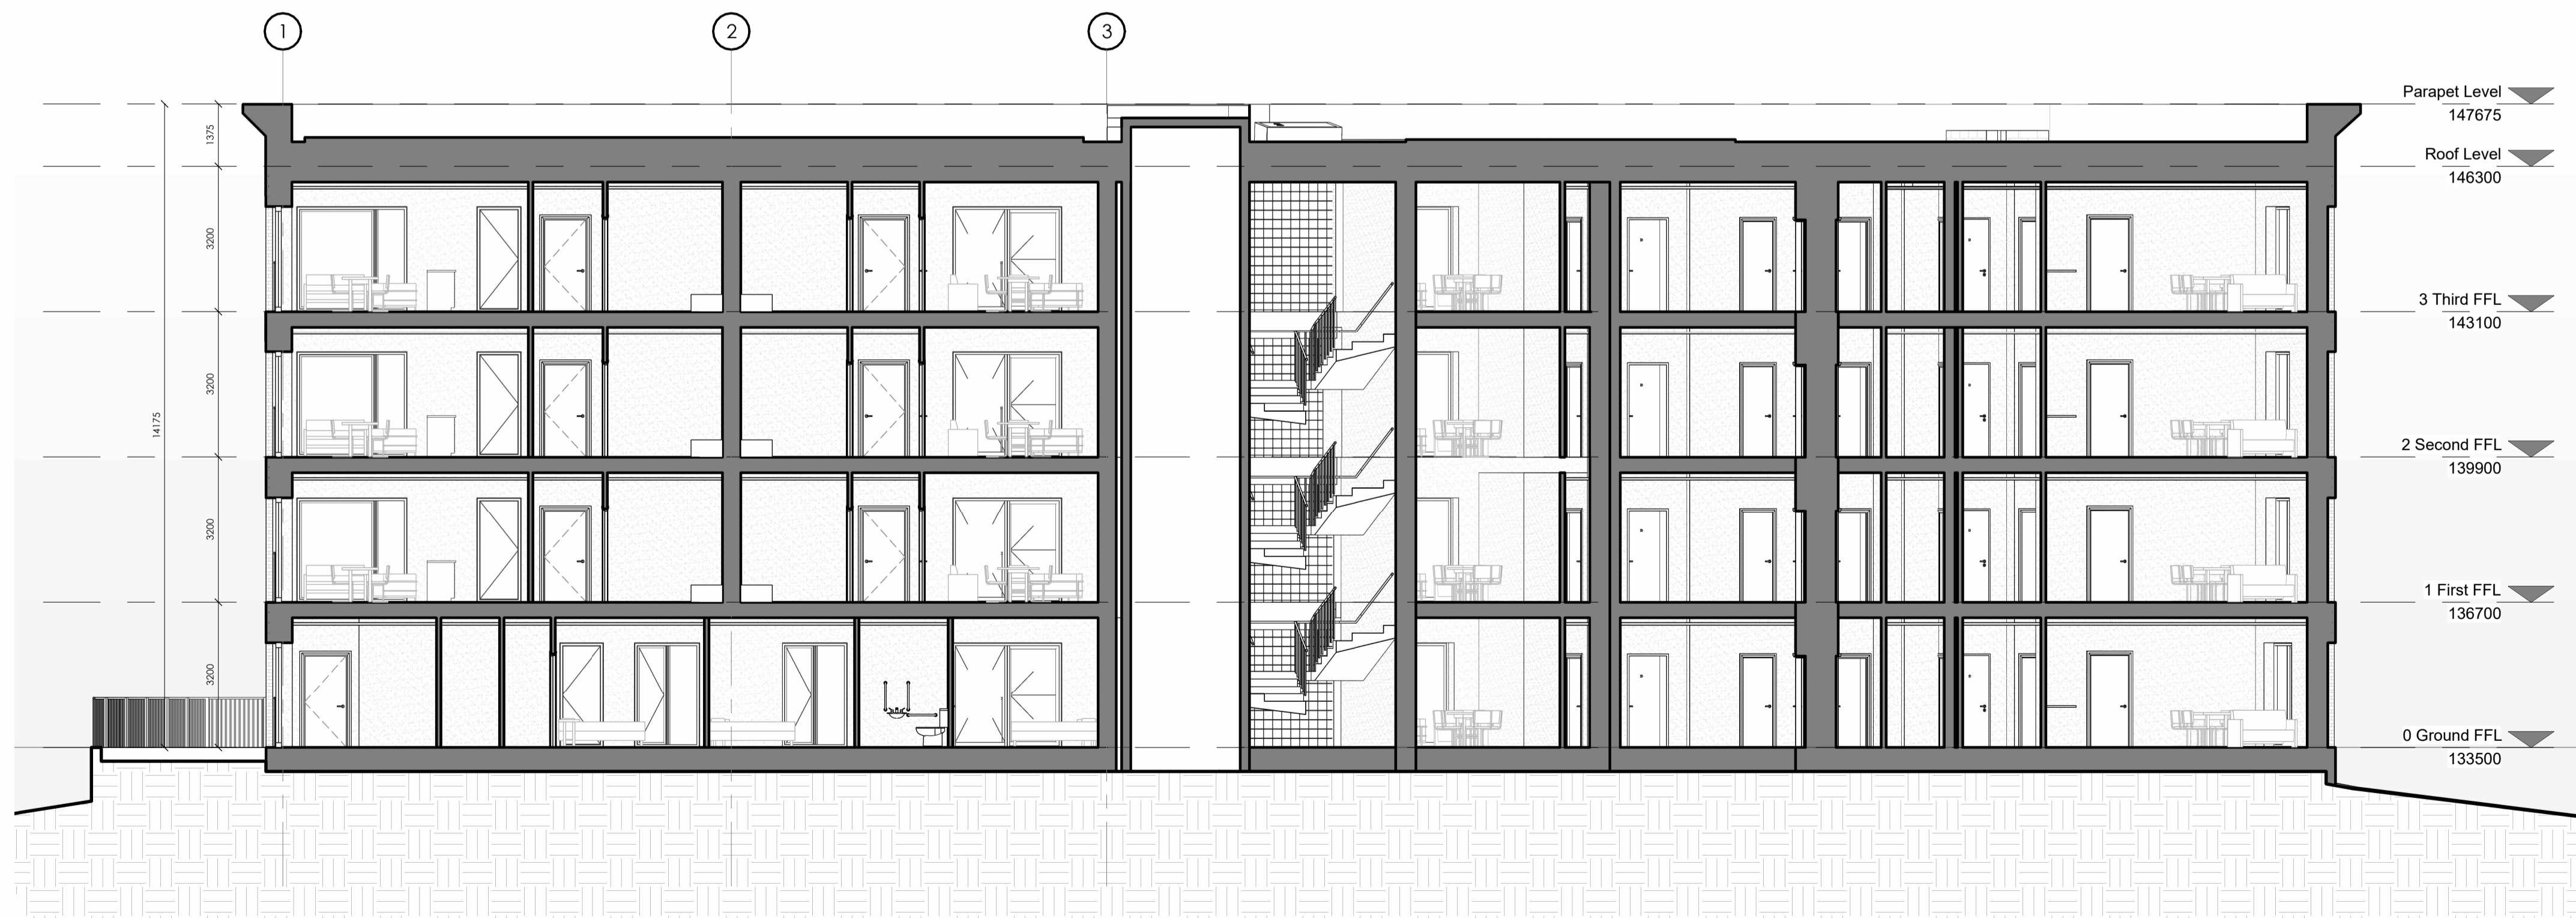 1
2
3
Parapet Level
147675
1375
Roof Level
146300
3200
3 Third FFL
143100
3200
14175
2 Second FFL
139900
3200
1 First FFL
136700
3200
0 Ground FFL
133500